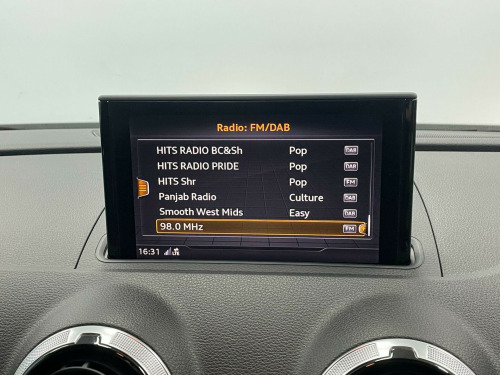 Radio: FM/DAB
HITS RADIO BC&Sh Pop DAB
HITS RADIO PRIDE Pop DAB
HITS Shr Pop FM
Panjab Radio Culture DAB
Smooth West Mids Easy DAB
98.0 MHz FM
16:31 LTE